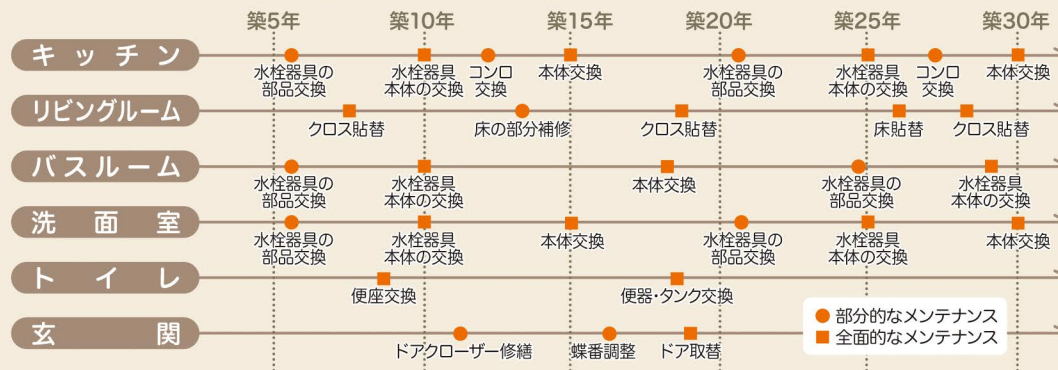 築5年 築10年 築15年 築20年 築25年 築30年
キッチン
水栓器具の
部品交換
水栓器具
本体の交換
コンロ
交換
本体交換
水栓器具の
部品交換
水栓器具
本体の交換
コンロ
交換
本体交換
リビングルーム
クロス貼替
床の部分補修
クロス貼替
床貼替
クロス貼替
バスルーム
水栓器具の
部品交換
水栓器具
本体の交換
本体交換
水栓器具の
部品交換
水栓器具
本体の交換
洗面室
水栓器具の
部品交換
水栓器具
本体の交換
本体交換
水栓器具の
部品交換
水栓器具
本体の交換
本体交換
トイレ
便座交換
便器・タンク交換
玄関
ドアクローザー修繕
蝶番調整
ドア取替
部分的なメンテナンス
全面的なメンテナンス